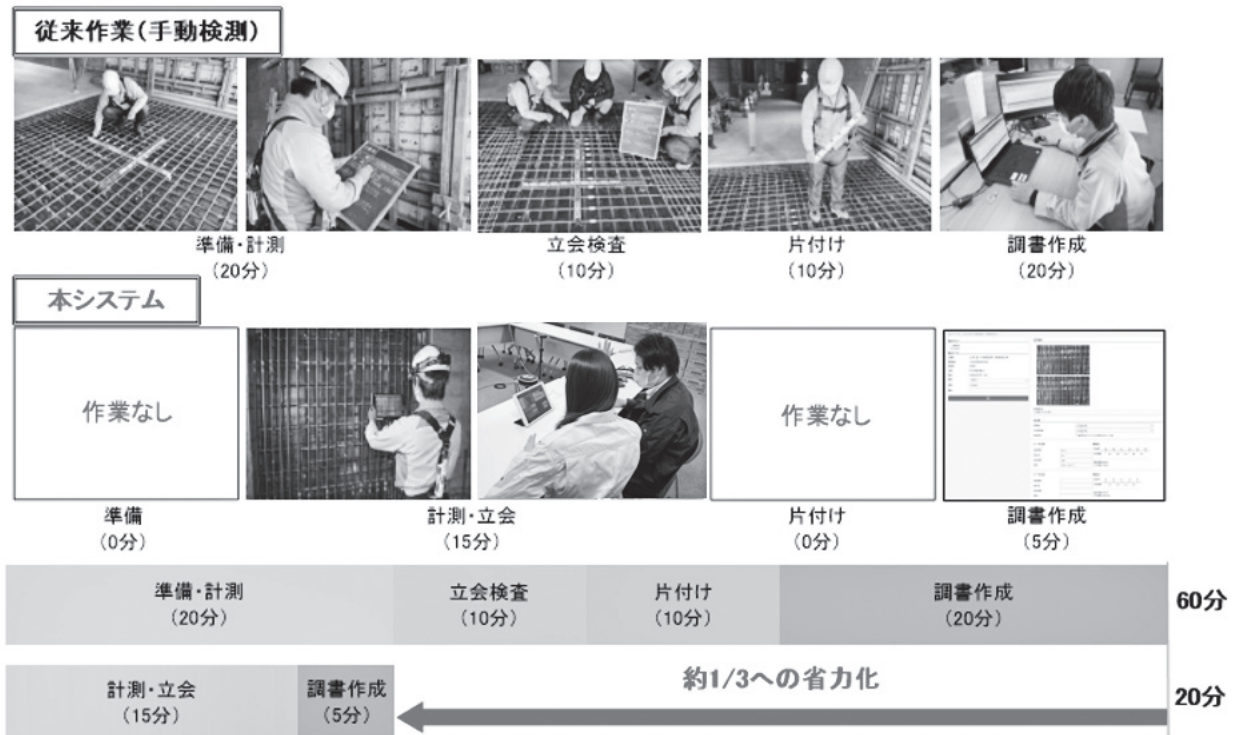 従来作業(手動検測)
準備・計測
(20分)
立会検査
(10分)
片付け
(10分)
調書作成
(20分)
本システム
作業なし
作業なし
準備
(0分)
計測・立会
(15分)
片付け
(0分)
調書作成
(5分)
準備・計測
(20分)
立会検査
(10分)
片付け
(10分)
調書作成
(20分)
60分
計測・立会
(15分)
調書作成
(5分)
約1/3への省力化
20分